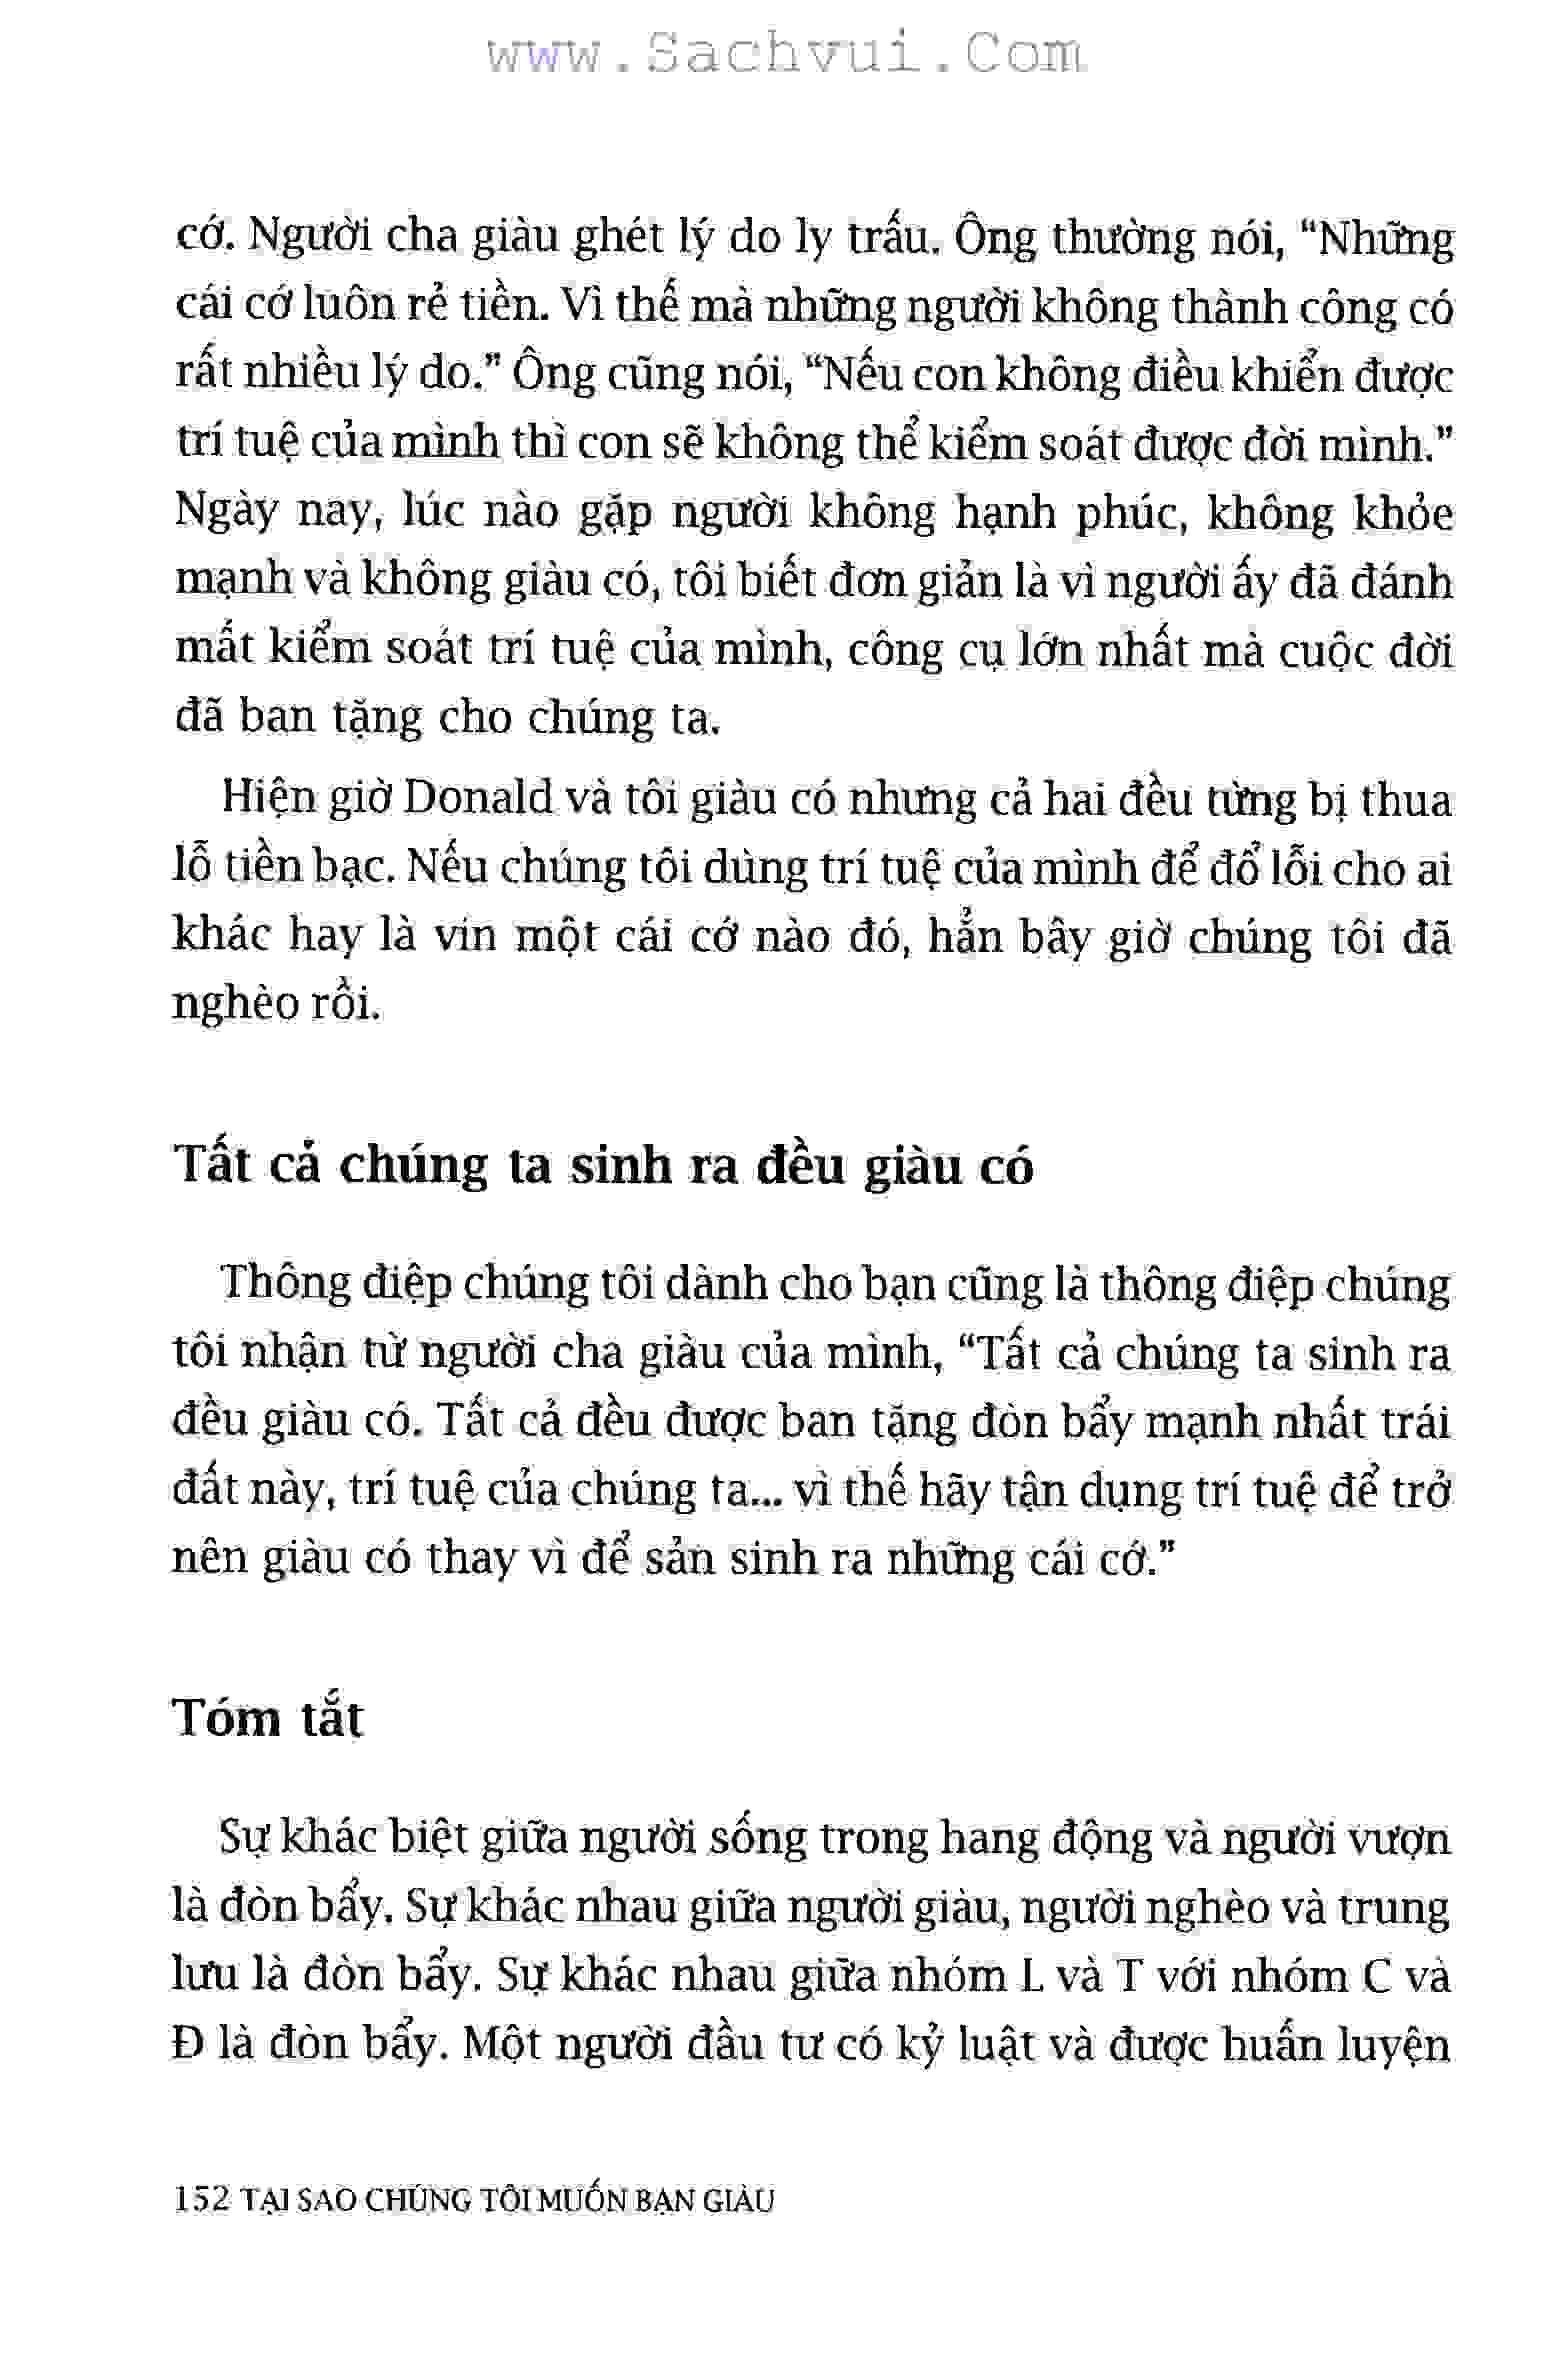 www.Sachvui.Com
cớ. Người cha giàu ghét lý do ly trấu. Ông thường nói, “Những
cái cớ luôn rẻ tiền. Vì thế mà những người không thành công có
rất nhiều lý do.” Ông cũng nói, “Nếu con không điều khiển được
trí tuệ của mình thì con sẽ không thể kiểm soát được đời mình.”
Ngày nay, lúc nào gặp người không hạnh phúc, không khỏe
mạnh và không giàu có, tôi biết đơn giản là vì người ấy đã đánh
mất kiểm soát trí tuệ của mình, công cụ lớn nhất mà cuộc đời
đã ban tặng cho chúng ta.
Hiện giờ Donald và tôi giàu có nhưng cả hai đều từng bị thua
lỗ tiền bạc. Nếu chúng tôi dùng trí tuệ của mình để đổ lỗi cho ai
khác hay là vin một cái cớ nào đó, hẳn bây giờ chúng tôi đã
nghèo rồi.
Tất cả chúng ta sinh ra đều giàu có
Thông điệp chúng tôi dành cho bạn cũng là thông điệp chúng
tôi nhận từ người cha giàu của mình, “Tất cả chúng ta sinh ra
đều giàu có. Tất cả đều được ban tặng đòn bẩy mạnh nhất trái
đất này, trí tuệ của chúng ta... vì thế hãy tận dụng trí tuệ để trở
nên giàu có thay vì để sản sinh ra những cái cớ.”
Tóm tắt
Sự khác biệt giữa người sống trong hang động và người vượn
là đòn bẩy. Sự khác nhau giữa người giàu, người nghèo và trung
lưu là đòn bẩy. Sự khác nhau giữa nhóm L và T với nhóm C và
Đ là đòn bẩy. Một người đầu tư có kỷ luật và được huấn luyện
152 TẠI SAO CHÚNG TÔI MUỐN BẠN GIÀU